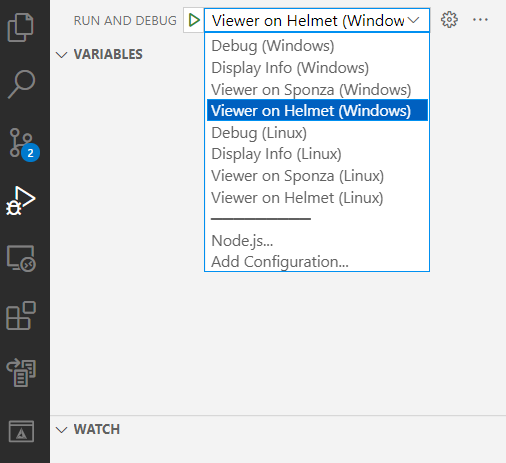 RUN AND DEBUG
Viewer on Helmet (Window
VARIABLES
Debug (Windows)
Display Info (Windows)
Viewer on Sponza (Windows)
Viewer on Helmet (Windows)
Debug (Linux)
Display Info (Linux)
Viewer on Sponza (Linux)
Viewer on Helmet (Linux)
Node.js...
Add Configuration...
2
WATCH